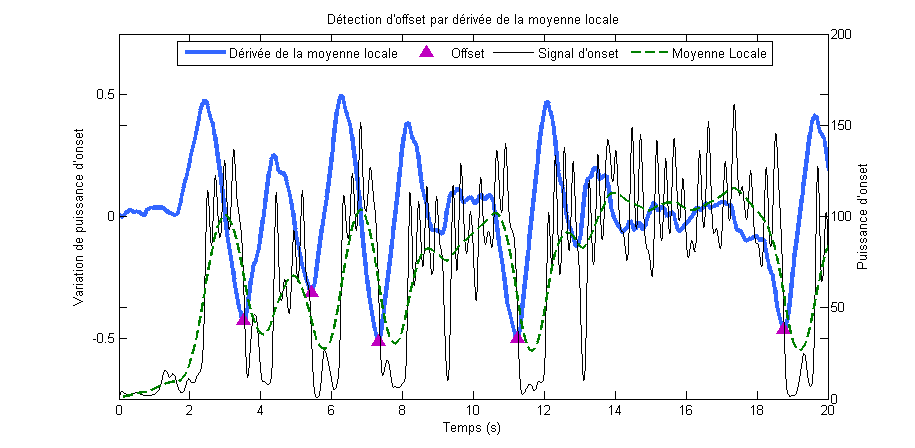 Détection d'offset par dérivée de la moyenne locale
Dérivée de la moyenne locale Offset Signal d'onset Moyenne Locale
Variation de puissance d'onset
0.5
0
-0.5
200
150
100
50
0
Puissance d'onset
0 2 4 6 8 10 12 14 16 18 20
Temps (s)